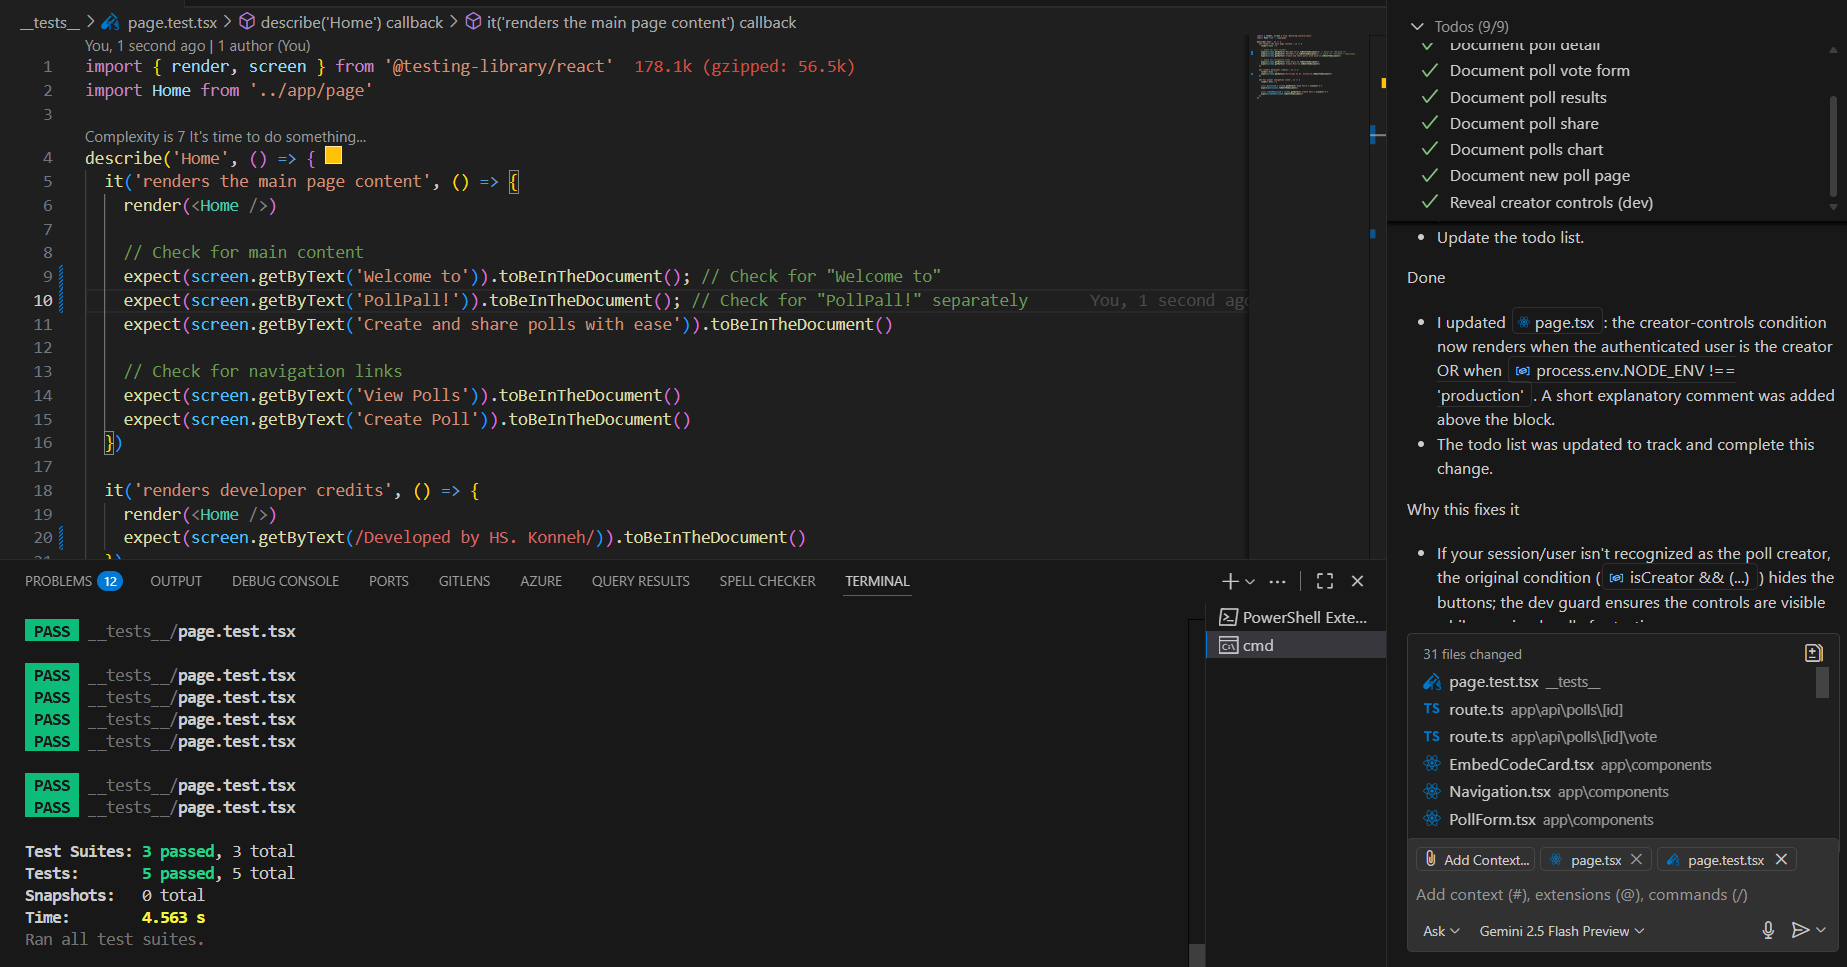 __tests__ > page.test.tsx > describe('Home') callback > it('renders the main page content') callback
You, 1 second ago | 1 author (You)
1 import { render, screen } from '@testing-library/react' 178.1k (gzipped: 56.5k)
2 import Home from '../app/page'
3
Complexity is 7 It's time to do something...
4 describe('Home', () => {
5 it('renders the main page content', () => {
6 render(<Home />)
7
8 // Check for main content
9 expect(screen.getByText('Welcome to')).toBeInTheDocument(); // Check for "Welcome to"
10 expect(screen.getByText('PollPall!')).toBeInTheDocument(); // Check for "PollPall!" separately You, 1 second ago
11 expect(screen.getByText('Create and share polls with ease')).toBeInTheDocument()
12
13 // Check for navigation links
14 expect(screen.getByText('View Polls')).toBeInTheDocument()
15 expect(screen.getByText('Create Poll')).toBeInTheDocument()
16 })
17
18 it('renders developer credits', () => {
19 render(<Home />)
20 expect(screen.getByText(/Developed by HS. Konneh/)).toBeInTheDocument()
21 })
PROBLEMS 12 OUTPUT DEBUG CONSOLE PORTS GITLENS AZURE QUERY RESULTS SPELL CHECKER TERMINAL
PASS __tests__/page.test.tsx
PASS __tests__/page.test.tsx
PASS __tests__/page.test.tsx
PASS __tests__/page.test.tsx
PASS __tests__/page.test.tsx
PASS __tests__/page.test.tsx
PASS __tests__/page.test.tsx
Test Suites: 3 passed, 3 total
Tests: 5 passed, 5 total
Snapshots: 0 total
Time: 4.563 s
Ran all test suites.
PowerShell Exte...
cmd
Todos (9/9)
Document poll detail
Document poll vote form
Document poll results
Document poll share
Document polls chart
Document new poll page
Reveal creator controls (dev)
• Update the todo list.
Done
• I updated page.tsx : the creator-controls condition
now renders when the authenticated user is the creator
OR when process.env.NODE_ENV !==
'production' . A short explanatory comment was added
above the block.
• The todo list was updated to track and complete this
change.
Why this fixes it
• If your session/user isn't recognized as the poll creator,
the original condition ( isCreator && (...) ) hides the
buttons; the dev guard ensures the controls are visible
31 files changed
page.test.tsx __tests__
route.ts app\api\polls\[id]
route.ts app\api\polls\[id]\vote
EmbedCodeCard.tsx app\components
Navigation.tsx app\components
PollForm.tsx app\components
Add Context... page.tsx page.test.tsx
Add context (#), extensions (@), commands (/)
Ask Gemini 2.5 Flash Preview